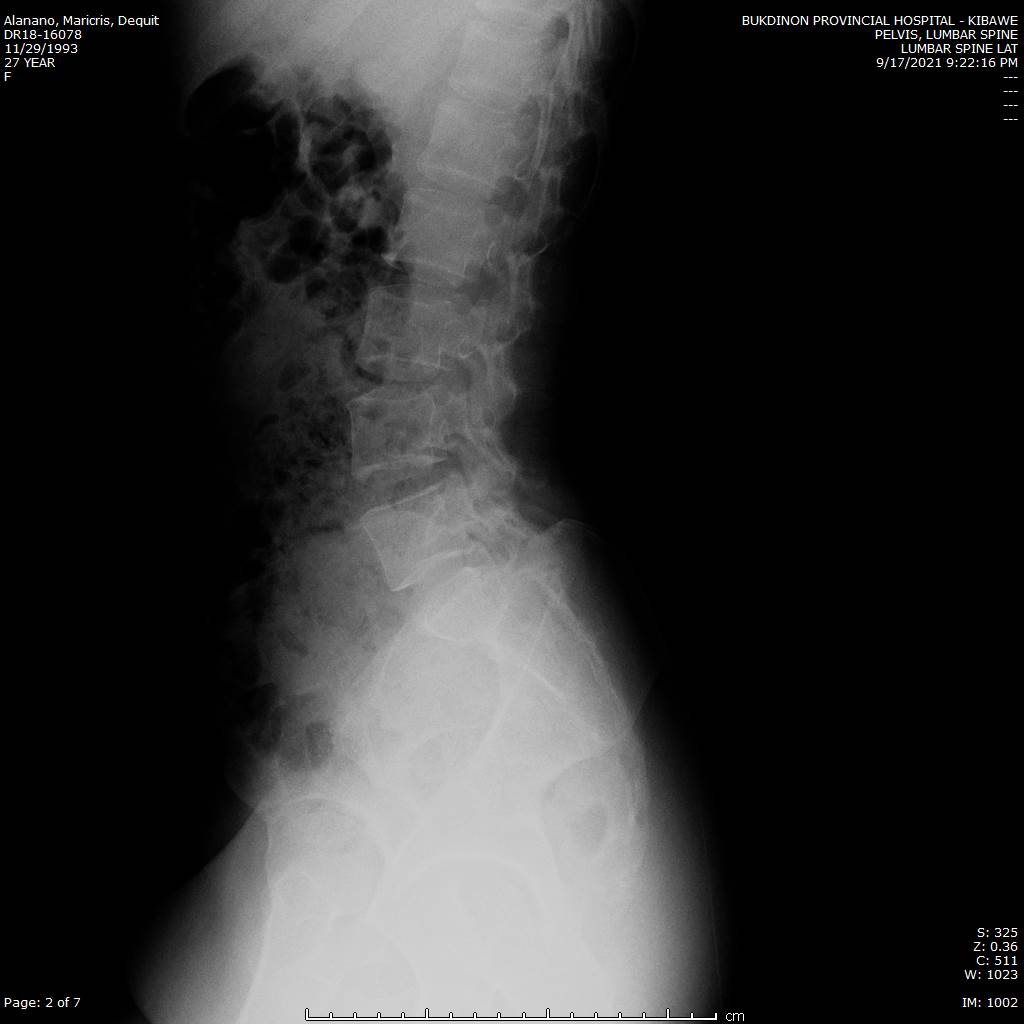 Alanano, Maricris, Dequit
DR18-16078
11/29/1993
27 YEAR
F
BUKDINON PROVINCIAL HOSPITAL - KIBAWE
PELVIS, LUMBAR SPINE
LUMBAR SPINE LAT
9/17/2021 9:22:16 PM
---
---
---
---
S: 325
Z: 0.36
C: 511
W: 1023
IM: 1002
Page: 2 of 7
cm